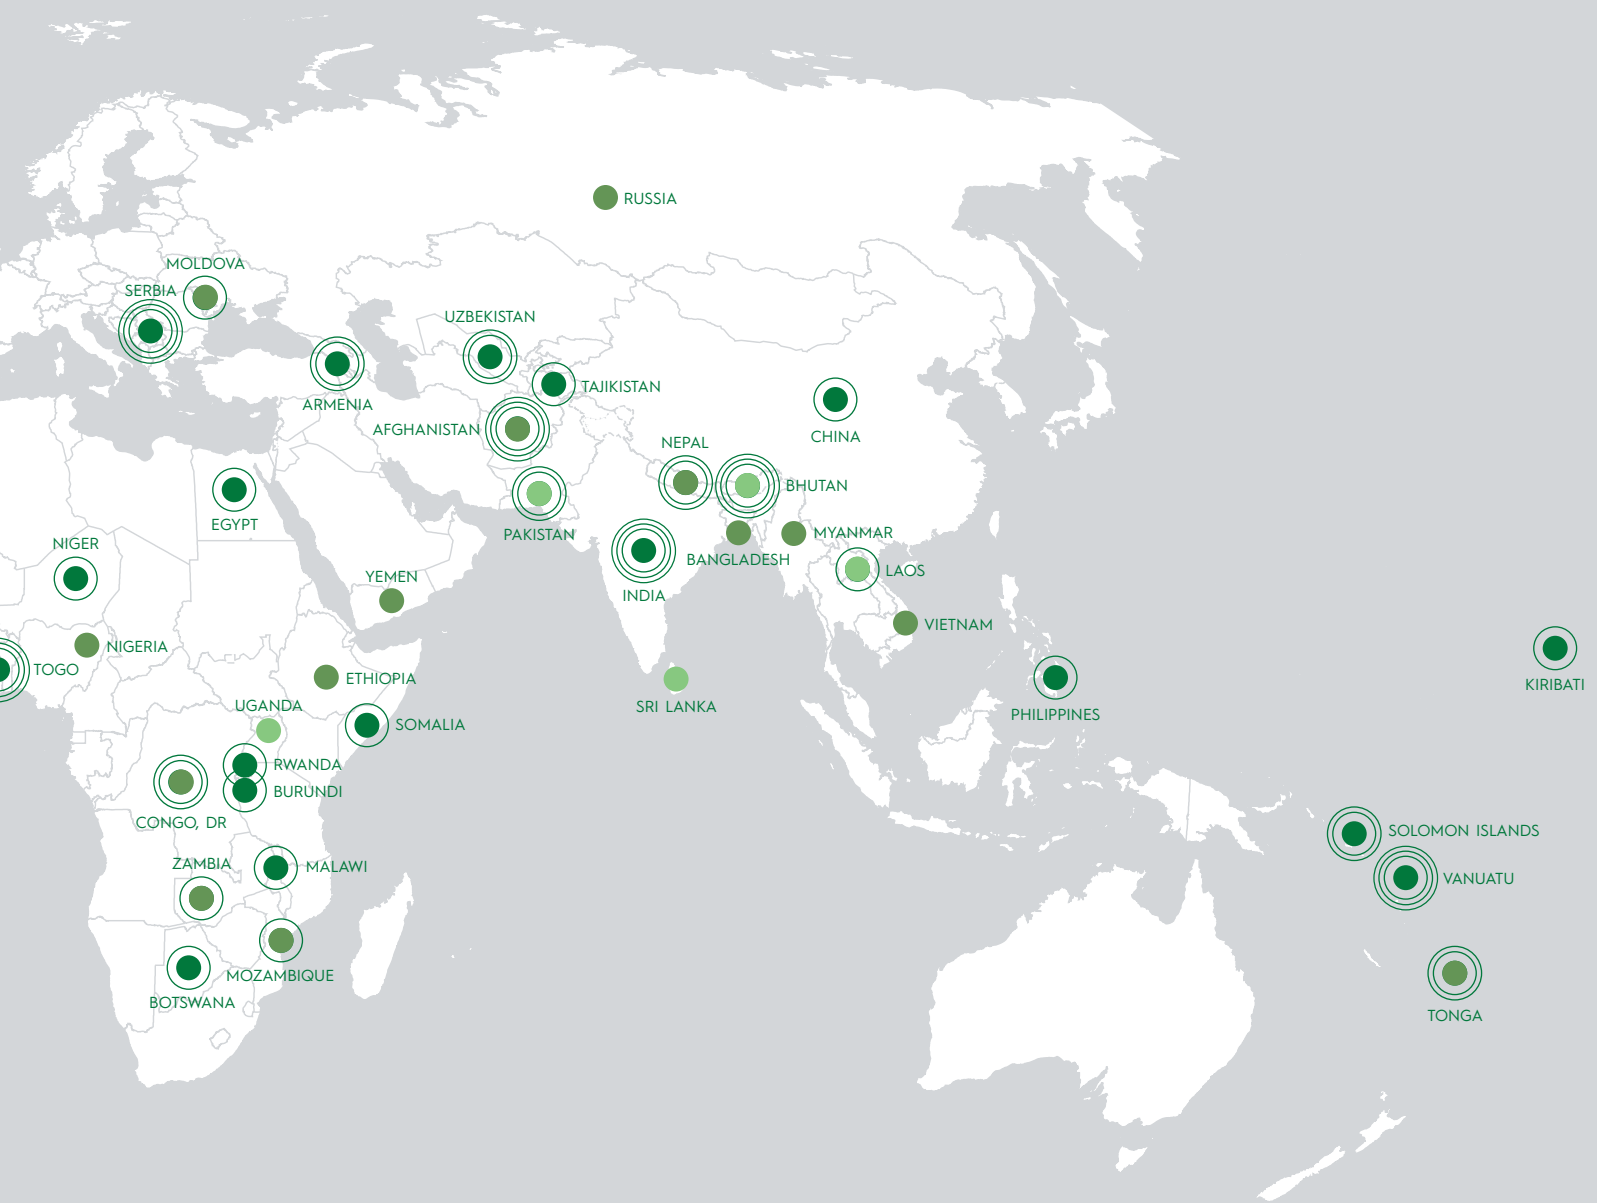 RUSSIA
MOLDOVA
SERBIA
UZBEKISTAN
TAJIKISTAN
ARMENIA
AFGHANISTAN
CHINA
NEPAL
BHUTAN
EGYPT
PAKISTAN
MYANMAR
NIGER
BANGLADESH
LAOS
YEMEN
INDIA
VIETNAM
NIGERIA
TOGO
ETHIOPIA
KIRIBATI
UGANDA
SRI LANKA
PHILIPPINES
SOMALIA
RWANDA
BURUNDI
CONGO, DR
SOLOMON ISLANDS
ZAMBIA
MALAWI
VANUATU
MOZAMBIQUE
BOTSWANA
TONGA